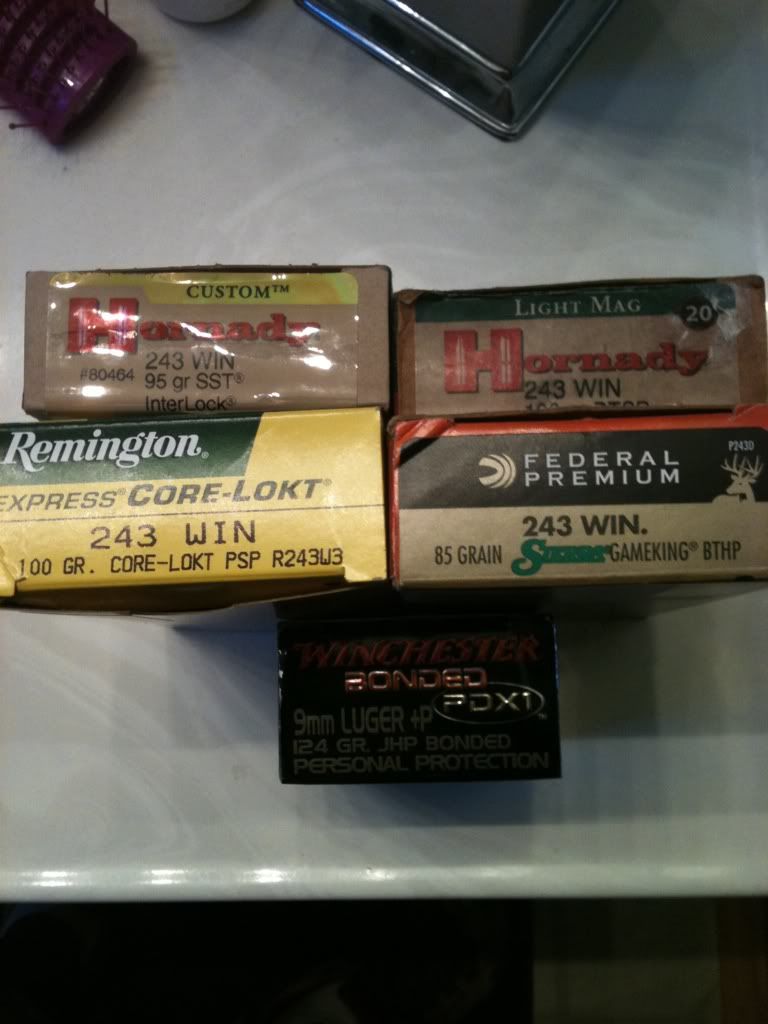 CUSTOM™
Hornady
243 WIN
#80464
95 gr SST®
InterLock®
LIGHT MAG
20
Hornady
243 WIN
Remington®
EXPRESS® CORE-LOKT®
243 WIN
100 GR. CORE-LOKT PSP R243W3
P243D
FEDERAL
PREMIUM
243 WIN.
85 GRAIN Sierra GAMEKING® BTHP
WINCHESTER
BONDED
PDX1™
9mm LUGER +P
124 GR. JHP BONDED
PERSONAL PROTECTION